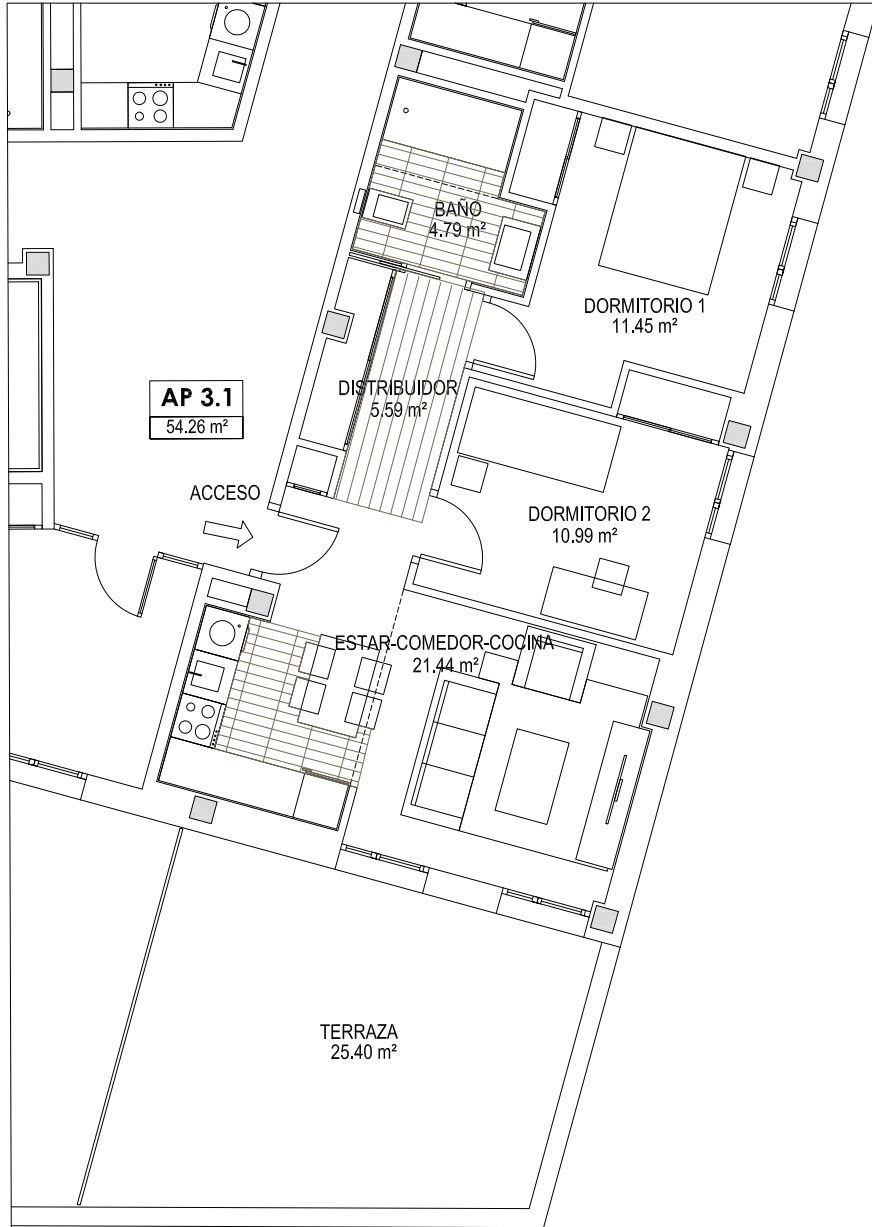 BAÑO
4.79 m²
DORMITORIO 1
11.45 m²
DISTRIBUIDOR
5.59 m²
AP 3.1
54.26 m²
ACCESO
DORMITORIO 2
10.99 m²
ESTAR-COMEDOR-COCINA
21.44 m²
TERRAZA
25.40 m²